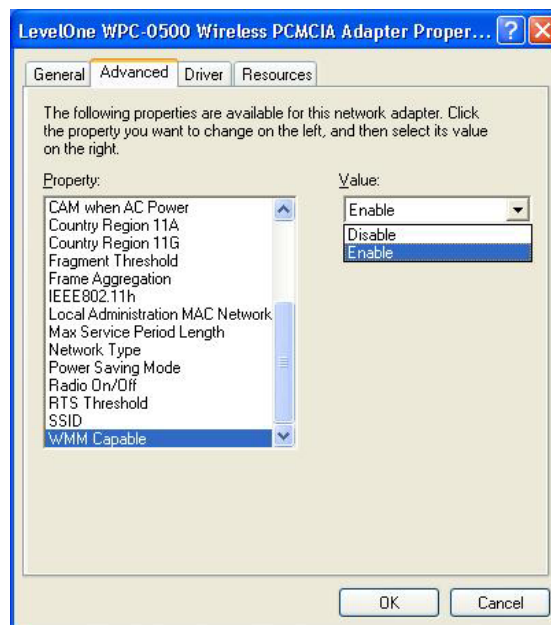 LevelOne WPC-0500 Wireless PCMCIA Adapter Proper...
General Advanced Driver Resources
The following properties are available for this network adapter. Click
the property you want to change on the left, and then select its value
on the right.
Property:
CAM when AC Power
Country Region 11A
Country Region 11G
Fragment Threshold
Frame Aggregation
IEEE802.11h
Local Administration MAC Network
Max Service Period Length
Network Type
Power Saving Mode
Radio On/Off
RTS Threshold
SSID
WMM Capable
Value:
Enable
Disable
Enable
OK Cancel